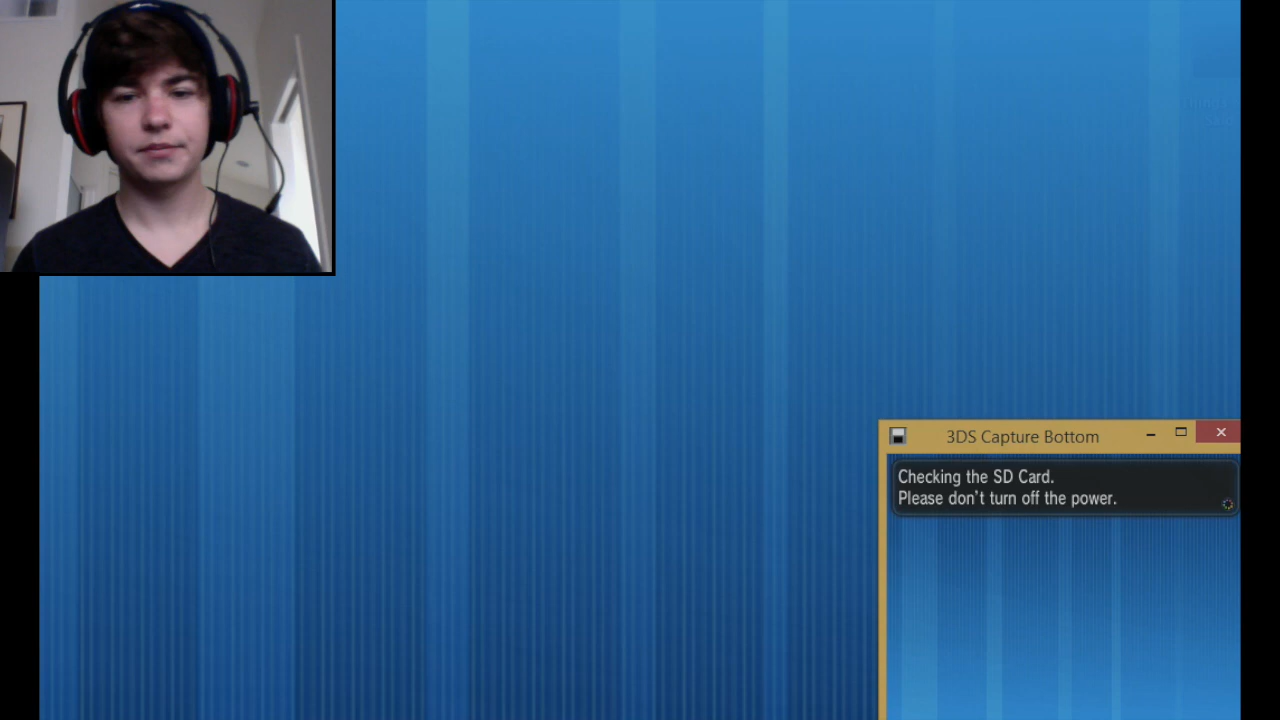 3DS Capture Bottom
Checking the SD Card.
Please don't turn off the power.